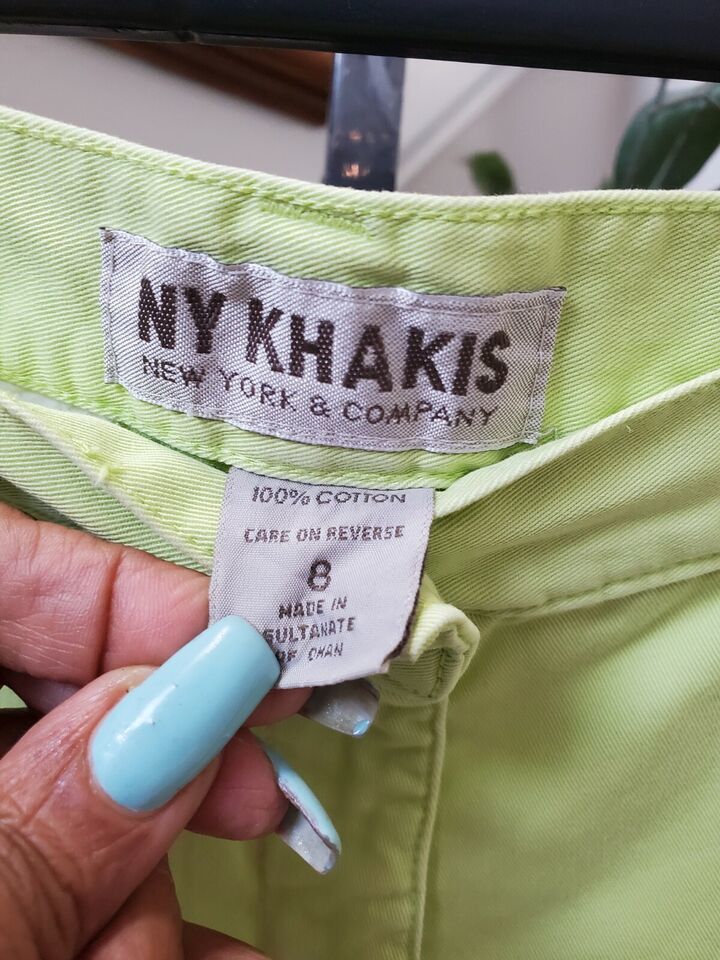 NY KHAKIS
NEW YORK & COMPANY
100% COTTON
CARE ON REVERSE
8
MADE IN
SULTANATE
OF OMAN